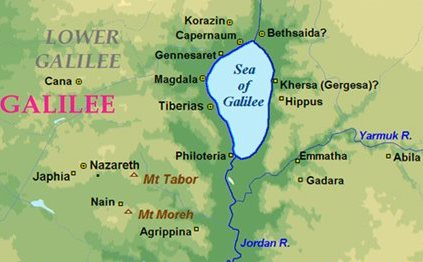 Korazin
Bethsaida?
Capernaum
LOWER
GALILEE
Gennesaret
Sea
of
Galilee
Cana
Magdala
Khersa (Gergesa)?
Hippus
GALILEE
Tiberias
Yarmuk R.
Philoteria
Emmatha
Abila
Nazareth
Japhia
Mt Tabor
Gadara
Nain
Mt Moreh
Agrippina
Jordan R.